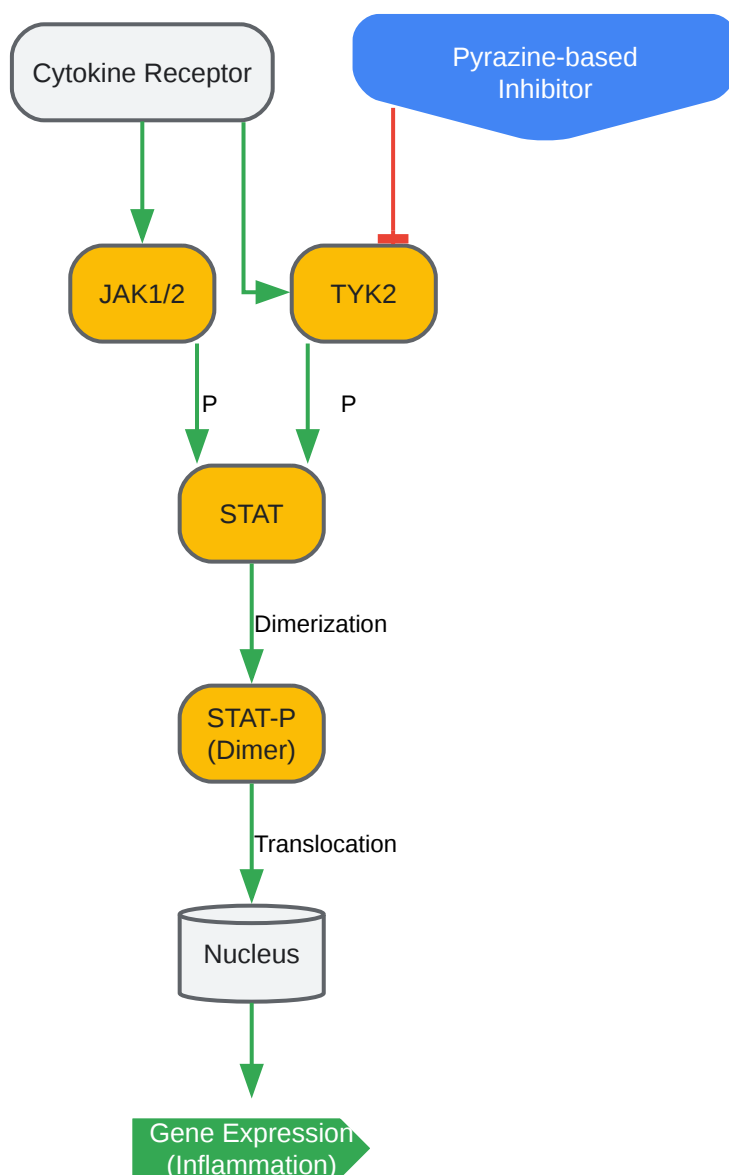 Cytokine Receptor
Pyrazine-based
Inhibitor
JAK1/2
TYK2
P
P
STAT
Dimerization
STAT-P
(Dimer)
Translocation
Nucleus
Gene Expression
(Inflammation)